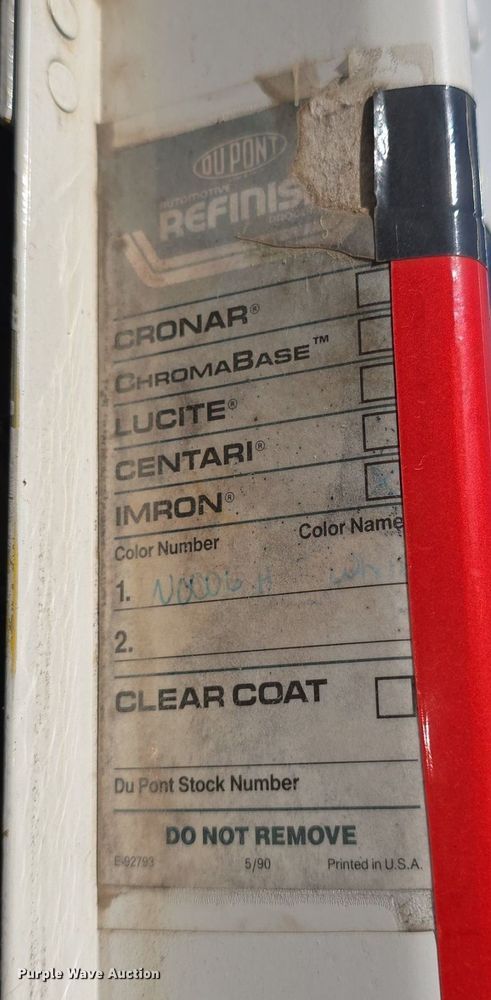 DU PONT
AUTOMOTIVE
REFINIS
CRONAR®
CHROMABASE™
LUCITE®
CENTARI®
IMRON®
Color Number Color Name
1. N0006 H
2.
CLEAR COAT
Du Pont Stock Number
DO NOT REMOVE
E-92793 5/90 Printed in U.S.A.
Purple Wave Auction